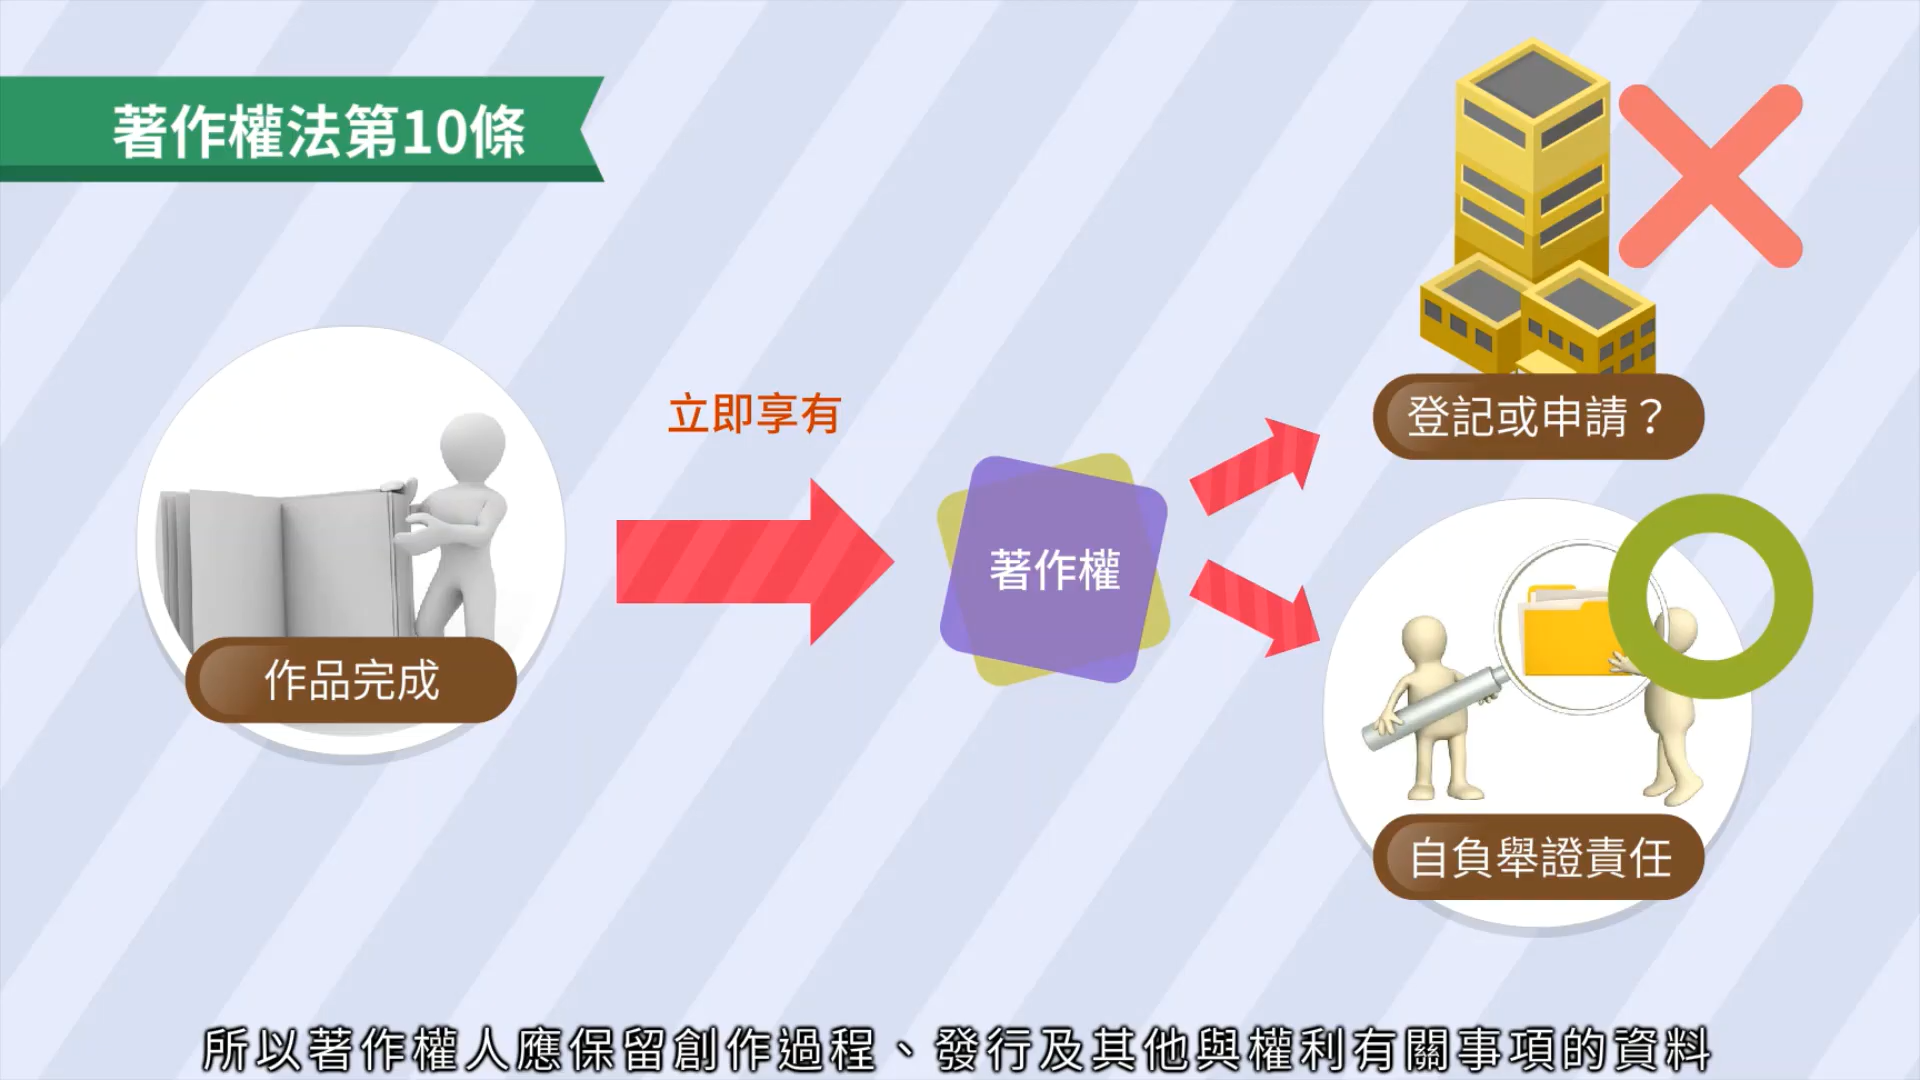 著作權法第10條
立即享有
作品完成
著作權
登記或申請？
自負舉證責任
所以著作權人應保留創作過程、發行及其他與權利有關事項的資料